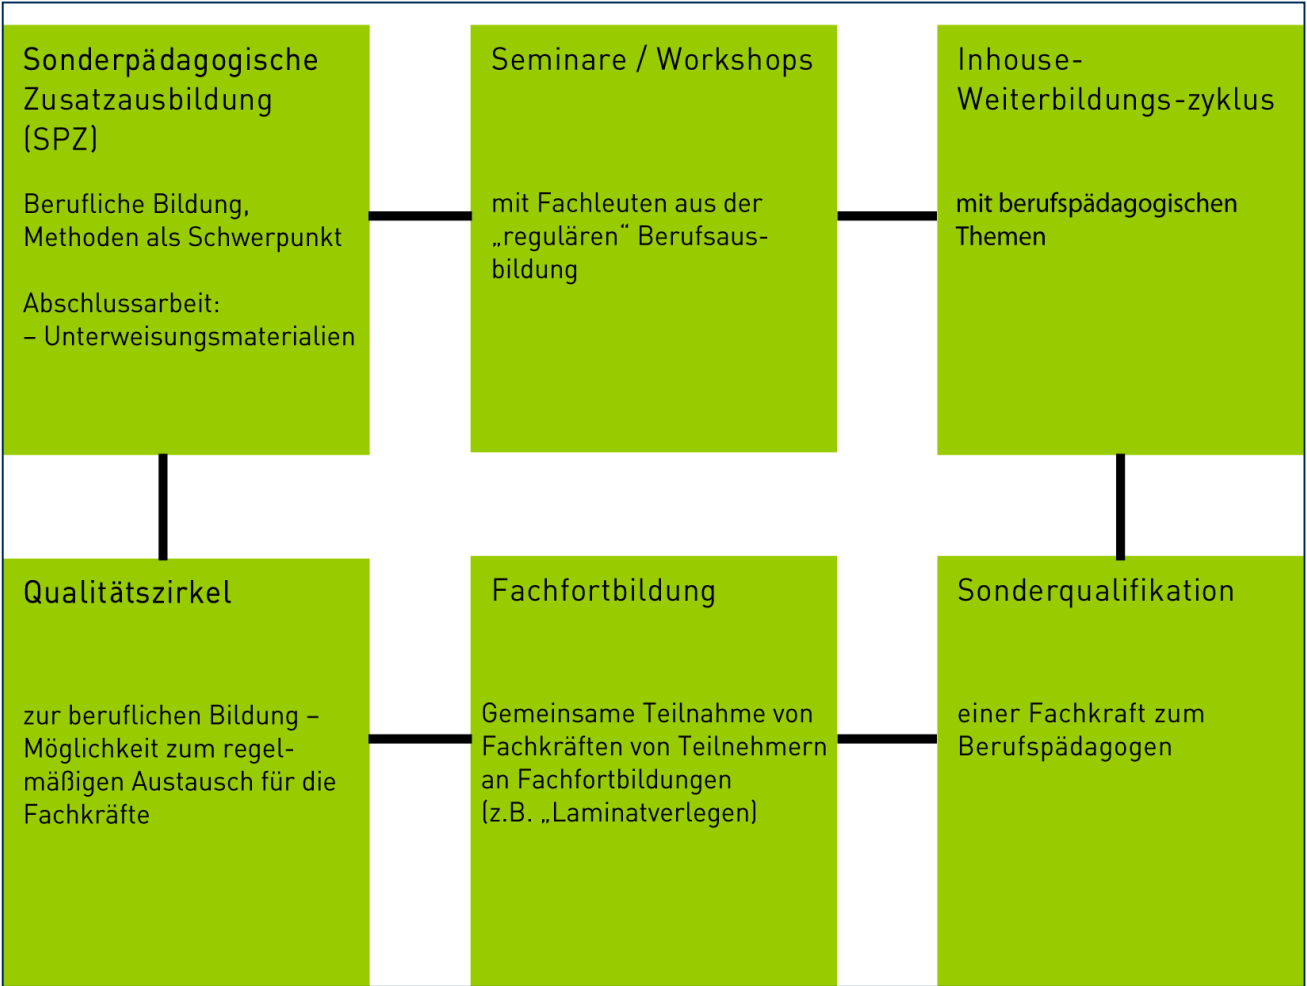 Sonderpädagogische
Zusatzausbildung
(SPZ)
Berufliche Bildung,
Methoden als Schwerpunkt
Abschlussarbeit:
– Unterweisungsmaterialien
Seminare / Workshops
mit Fachleuten aus der
„regulären“ Berufsaus-
bildung
Inhouse-
Weiterbildungs-zyklus
mit berufspädagogischen
Themen
Qualitätszirkel
zur beruflichen Bildung –
Möglichkeit zum regel-
mäßigen Austausch für die
Fachkräfte
Fachfortbildung
Gemeinsame Teilnahme von
Fachkräften von Teilnehmern
an Fachfortbildungen
(z.B. „Laminatverlegen)
Sonderqualifikation
einer Fachkraft zum
Berufspädagogen